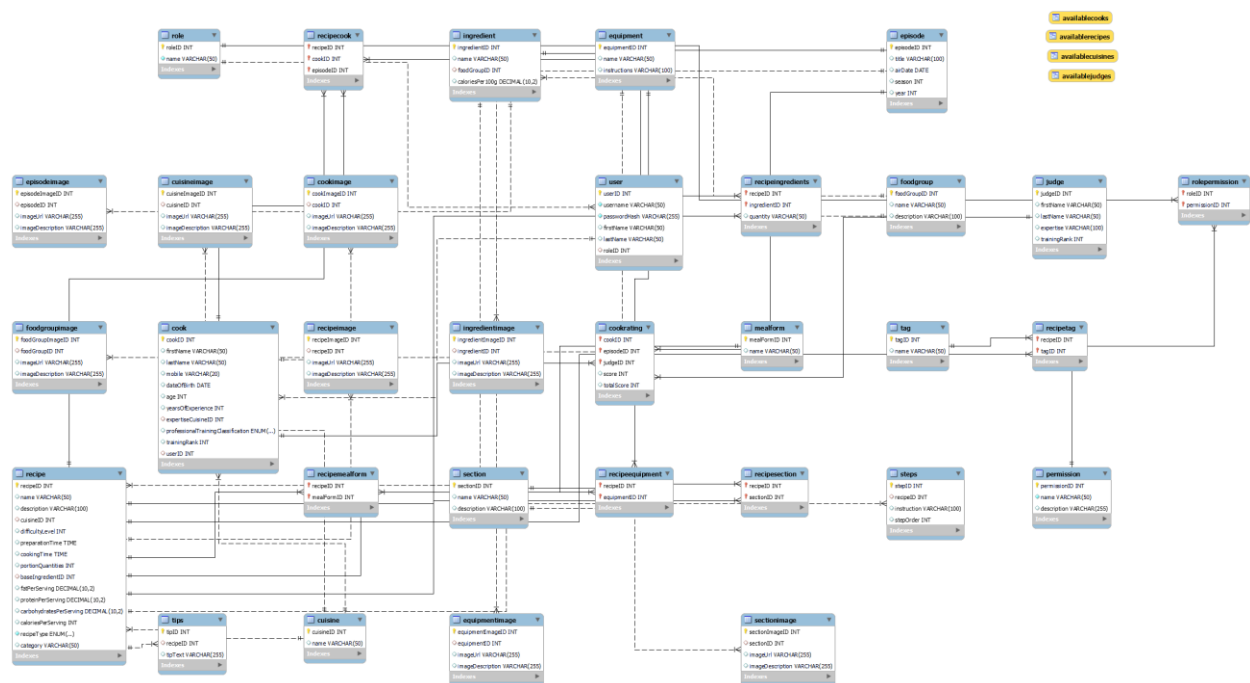 role
roleID INT
name VARCHAR(50)
Indexes
recipecook
recipeID INT
cookID INT
episodeID INT
Indexes
ingredient
ingredientID INT
name VARCHAR(50)
foodGroupID INT
caloriesPer100g DECIMAL(10,2)
Indexes
equipment
equipmentID INT
name VARCHAR(50)
instructions VARCHAR(100)
Indexes
episode
episodeID INT
title VARCHAR(100)
airDate DATE
season INT
year INT
Indexes
availablecooks
availablerecipes
availablecuisines
availablejudges
episodeimage
episodeImageID INT
episodeID INT
imageUrl VARCHAR(255)
imageDescription VARCHAR(255)
Indexes
cuisineimage
cuisineImageID INT
cuisineID INT
imageUrl VARCHAR(255)
imageDescription VARCHAR(255)
Indexes
cookimage
cookImageID INT
cookID INT
imageUrl VARCHAR(255)
imageDescription VARCHAR(255)
Indexes
user
userID INT
username VARCHAR(50)
passwordHash VARCHAR(255)
firstName VARCHAR(50)
lastName VARCHAR(50)
roleID INT
Indexes
recipeingredients
recipeID INT
ingredientID INT
quantity VARCHAR(50)
Indexes
foodgroup
foodGroupID INT
name VARCHAR(50)
description VARCHAR(100)
Indexes
judge
judgeID INT
firstName VARCHAR(50)
lastName VARCHAR(50)
expertise VARCHAR(100)
trainingRank INT
Indexes
rolepermission
roleID INT
permissionID INT
Indexes
foodgroupimage
foodGroupImageID INT
foodGroupID INT
imageUrl VARCHAR(255)
imageDescription VARCHAR(255)
Indexes
cook
cookID INT
firstName VARCHAR(50)
lastName VARCHAR(50)
mobile VARCHAR(20)
dateOfBirth DATE
age INT
yearsOfExperience INT
expertiseCuisineID INT
professionalTrainingClassification ENUM(...)
trainingRank INT
userID INT
Indexes
recipeimage
recipeImageID INT
recipeID INT
imageUrl VARCHAR(255)
imageDescription VARCHAR(255)
Indexes
ingredientimage
ingredientImageID INT
ingredientID INT
imageUrl VARCHAR(255)
imageDescription VARCHAR(255)
Indexes
cookrating
cookID INT
episodeID INT
judgeID INT
score INT
totalScore INT
Indexes
mealform
mealFormID INT
name VARCHAR(50)
Indexes
tag
tagID INT
name VARCHAR(50)
Indexes
recipetag
recipeID INT
tagID INT
Indexes
recipe
recipeID INT
name VARCHAR(50)
description VARCHAR(100)
cuisineID INT
difficultyLevel INT
preparationTime TIME
cookingTime TIME
portionQuantities INT
baseIngredientID INT
fatPerServing DECIMAL(10,2)
proteinPerServing DECIMAL(10,2)
carbohydratesPerServing DECIMAL(10,2)
caloriesPerServing INT
recipeType ENUM(...)
category VARCHAR(50)
Indexes
recipemealform
recipeID INT
mealFormID INT
Indexes
section
sectionID INT
name VARCHAR(50)
description VARCHAR(100)
Indexes
recipeequipment
recipeID INT
equipmentID INT
Indexes
recipesection
recipeID INT
sectionID INT
Indexes
steps
stepID INT
recipeID INT
instruction VARCHAR(100)
stepOrder INT
Indexes
permission
permissionID INT
name VARCHAR(50)
description VARCHAR(255)
Indexes
tips
tipID INT
recipeID INT
tipText VARCHAR(255)
Indexes
cuisine
cuisineID INT
name VARCHAR(50)
Indexes
equipmentimage
equipmentImageID INT
equipmentID INT
imageUrl VARCHAR(255)
imageDescription VARCHAR(255)
Indexes
sectionimage
sectionImageID INT
sectionID INT
imageUrl VARCHAR(255)
imageDescription VARCHAR(255)
Indexes